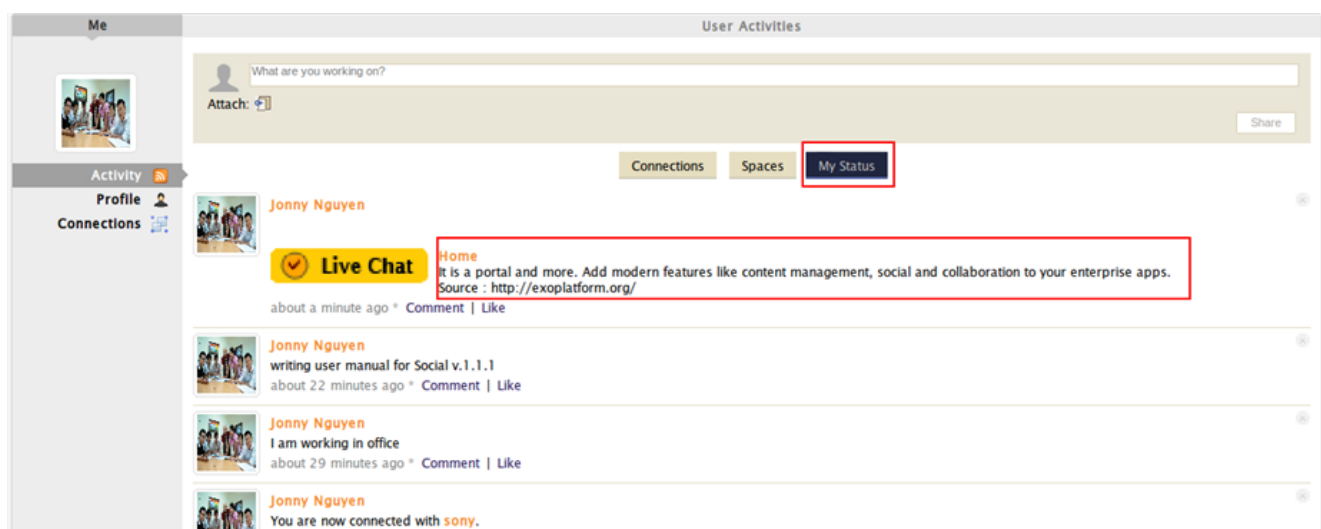 Me
User Activities
What are you working on?
Attach:
Share
Activity
Profile
Connections
Connections Spaces My Status
Jonny Nguyen
Live Chat
Home
It is a portal and more. Add modern features like content management, social and collaboration to your enterprise apps.
Source : http://exoplatform.org/
about a minute ago * Comment | Like
Jonny Nguyen
writing user manual for Social v.1.1.1
about 22 minutes ago * Comment | Like
Jonny Nguyen
I am working in office
about 29 minutes ago * Comment | Like
Jonny Nguyen
You are now connected with sony.